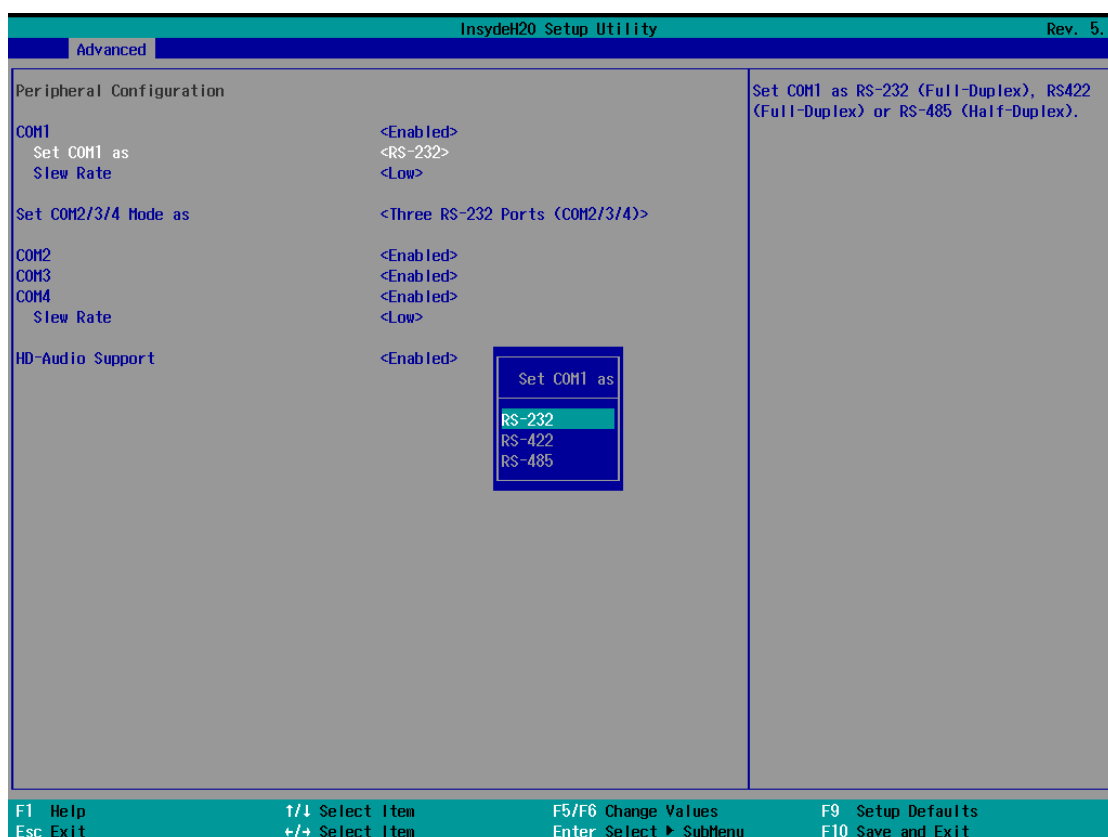 InsydeH2O Setup Utility Rev. 5.
Advanced
Peripheral Configuration
COM1 <Enabled>
Set COM1 as <RS-232>
Slew Rate <Low>
Set COM2/3/4 Mode as <Three RS-232 Ports (COM2/3/4)>
COM2 <Enabled>
COM3 <Enabled>
COM4 <Enabled>
Slew Rate <Low>
HD-Audio Support <Enabled>
Set COM1 as
RS-232
RS-422
RS-485
Set COM1 as RS-232 (Full-Duplex), RS422
(Full-Duplex) or RS-485 (Half-Duplex).
F1 Help ↑/↓ Select Item F5/F6 Change Values F9 Setup Defaults
Esc Exit ←/→ Select Item Enter Select ▶ SubMenu F10 Save and Exit